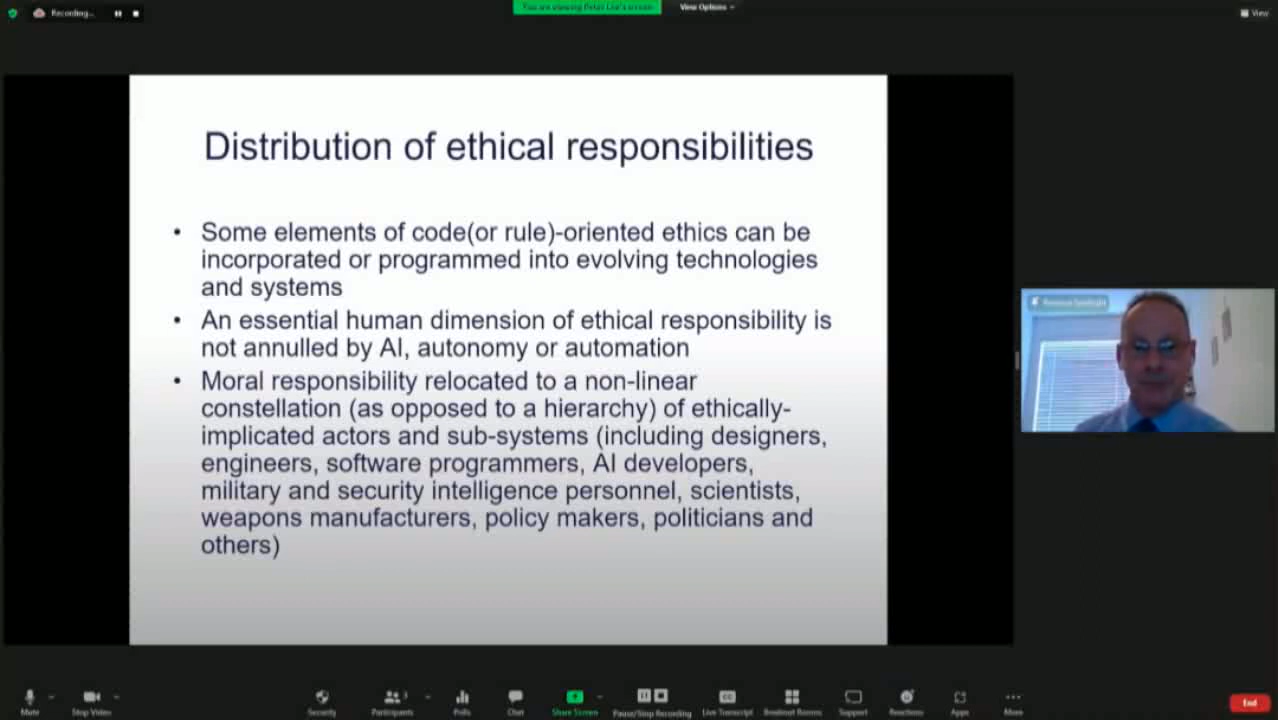 Recording...
You are viewing Peter Lee's screen
View Options
View
Distribution of ethical responsibilities
• Some elements of code(or rule)-oriented ethics can be
incorporated or programmed into evolving technologies
and systems
• An essential human dimension of ethical responsibility is
not annulled by AI, autonomy or automation
• Moral responsibility relocated to a non-linear
constellation (as opposed to a hierarchy) of ethically-
implicated actors and sub-systems (including designers,
engineers, software programmers, AI developers,
military and security intelligence personnel, scientists,
weapons manufacturers, policy makers, politicians and
others)
Remove Spotlight
Mute
Stop Video
Security
Participants
Polls
Chat
Share Screen
Pause/Stop Recording
Live Transcript
Breakout Rooms
Support
Reactions
Apps
More
End